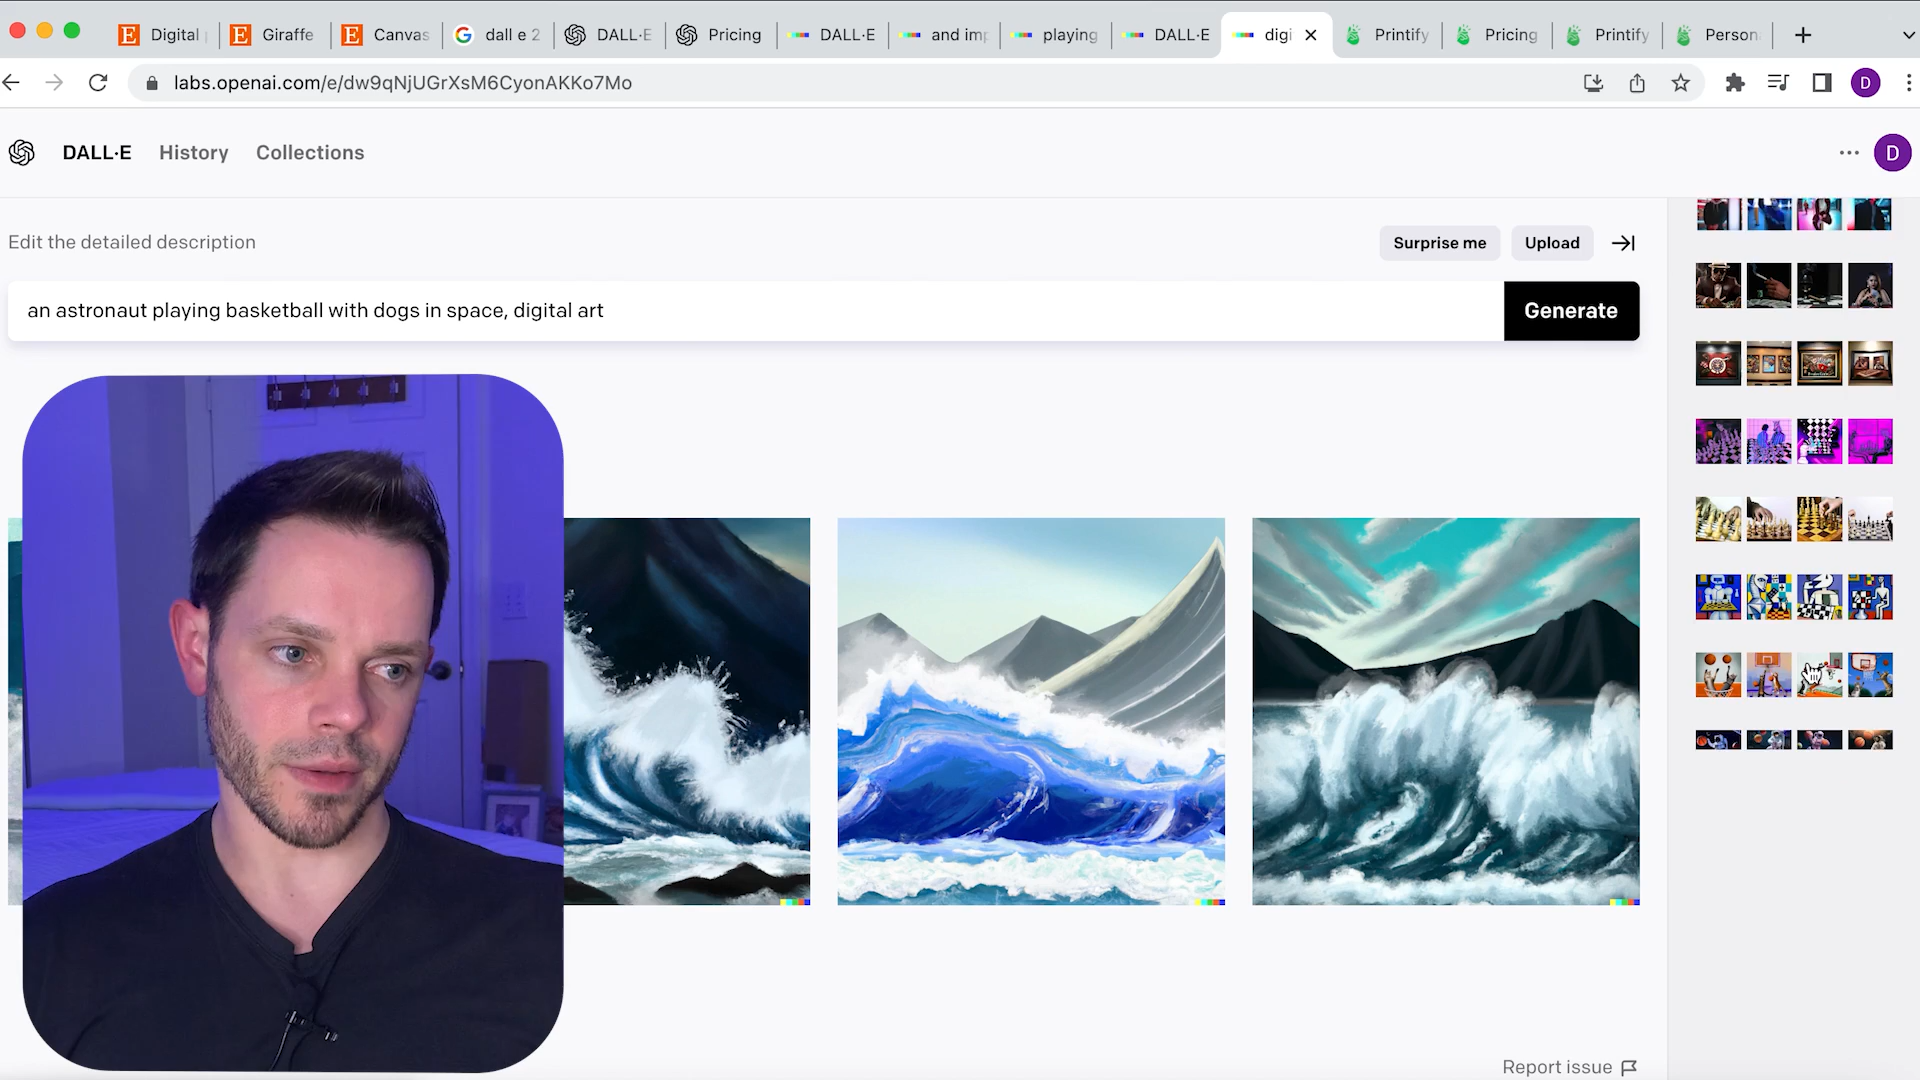 Digital
Giraffe
Canvas
dall e 2
DALL·E
Pricing
DALL·E
and imp
playing
DALL·E
digi
Printify
Pricing
Printify
Person
labs.openai.com/e/dw9qNjUGrXsM6CyonAKKo7Mo
D
DALL·E
History
Collections
D
Edit the detailed description
Surprise me
Upload
an astronaut playing basketball with dogs in space, digital art
Generate
Report issue